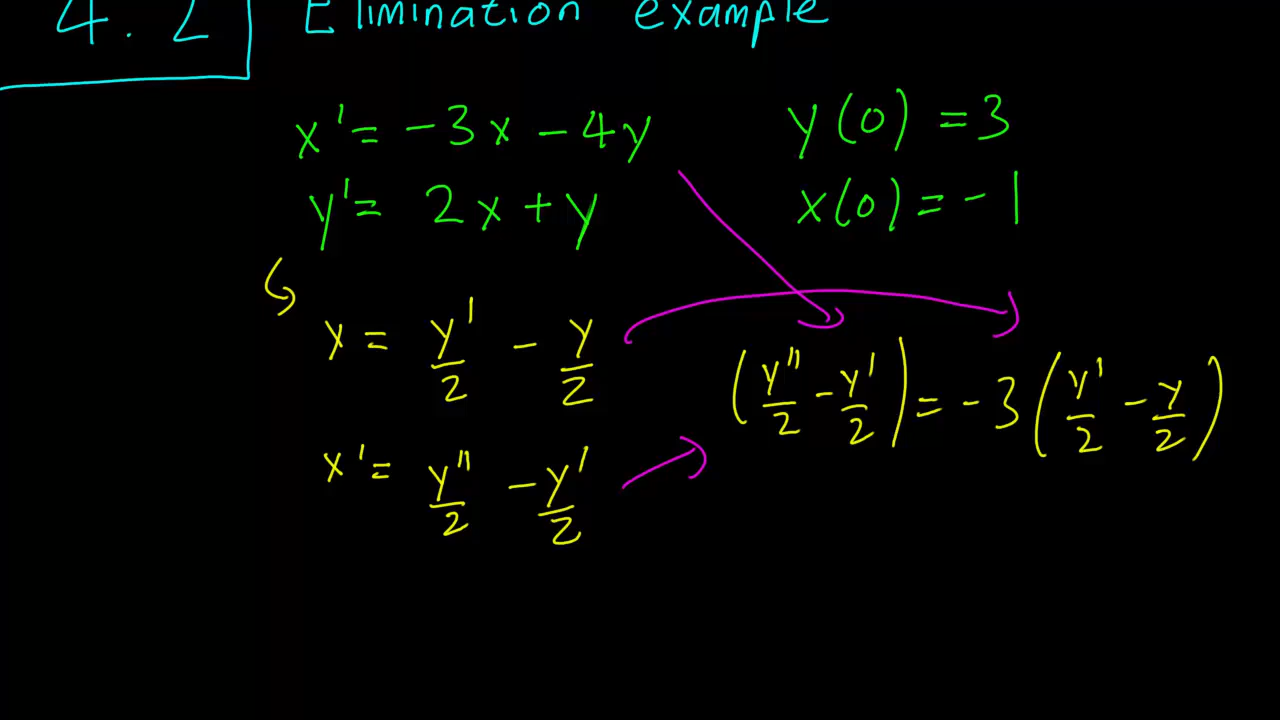 4.2 Elimination example
x' = -3x - 4y y(0) = 3
y' = 2x + y x(0) = -1
x = y'/2 - y/2
(y''/2 - y'/2) = -3(y'/2 - y/2)
x' = y''/2 - y'/2